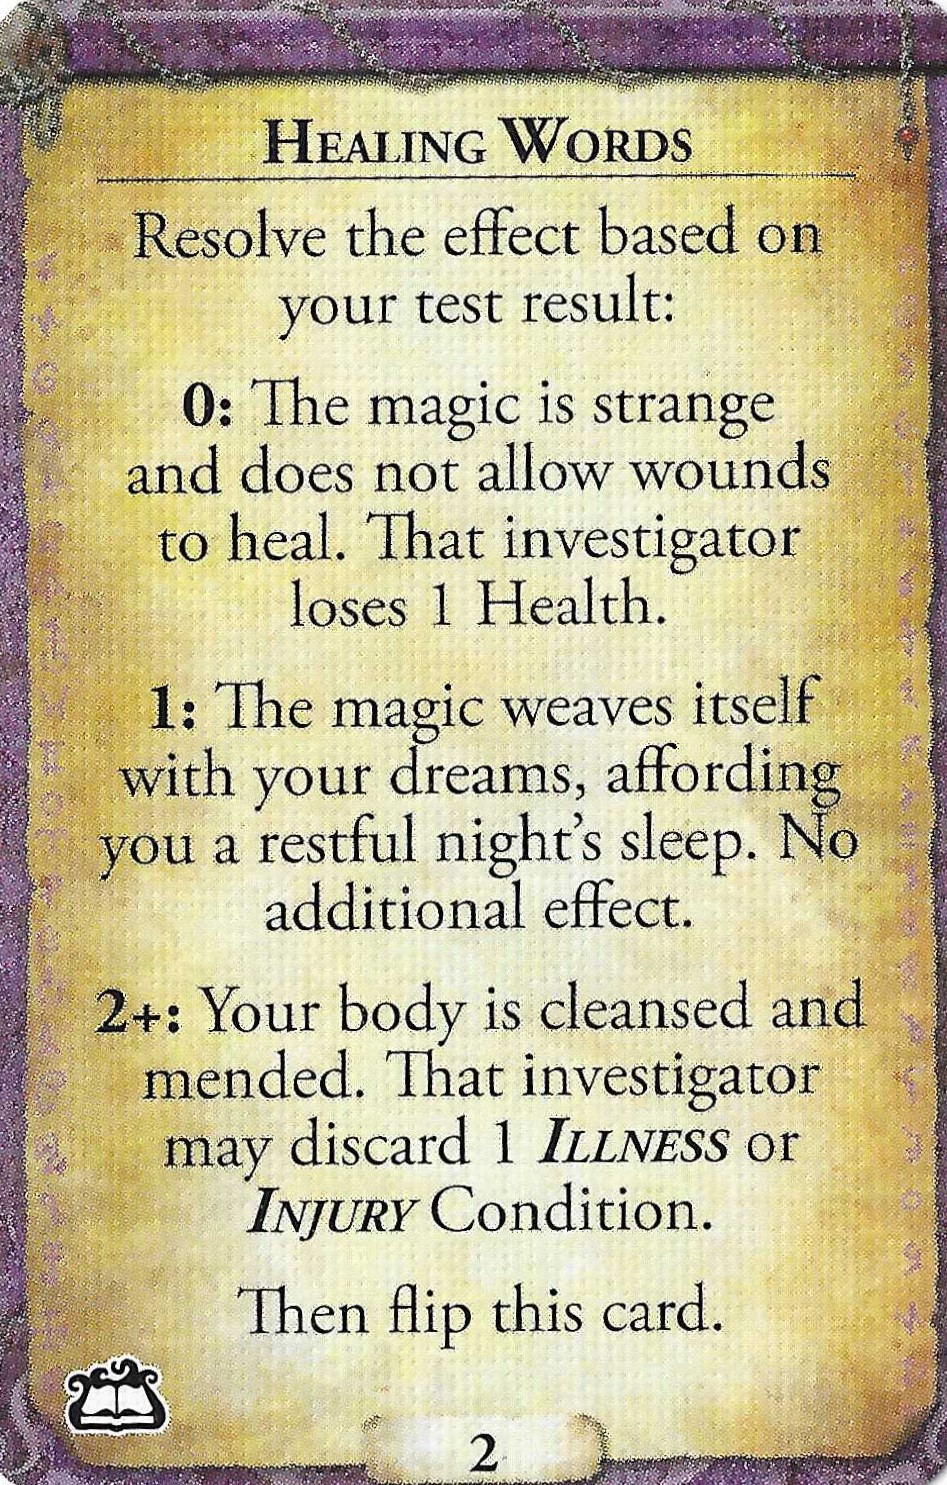 Healing Words
Resolve the effect based on
your test result:
0: The magic is strange
and does not allow wounds
to heal. That investigator
loses 1 Health.
1: The magic weaves itself
with your dreams, affording
you a restful night's sleep. No
additional effect.
2+: Your body is cleansed and
mended. That investigator
may discard 1 Illness or
Injury Condition.
Then flip this card.
2